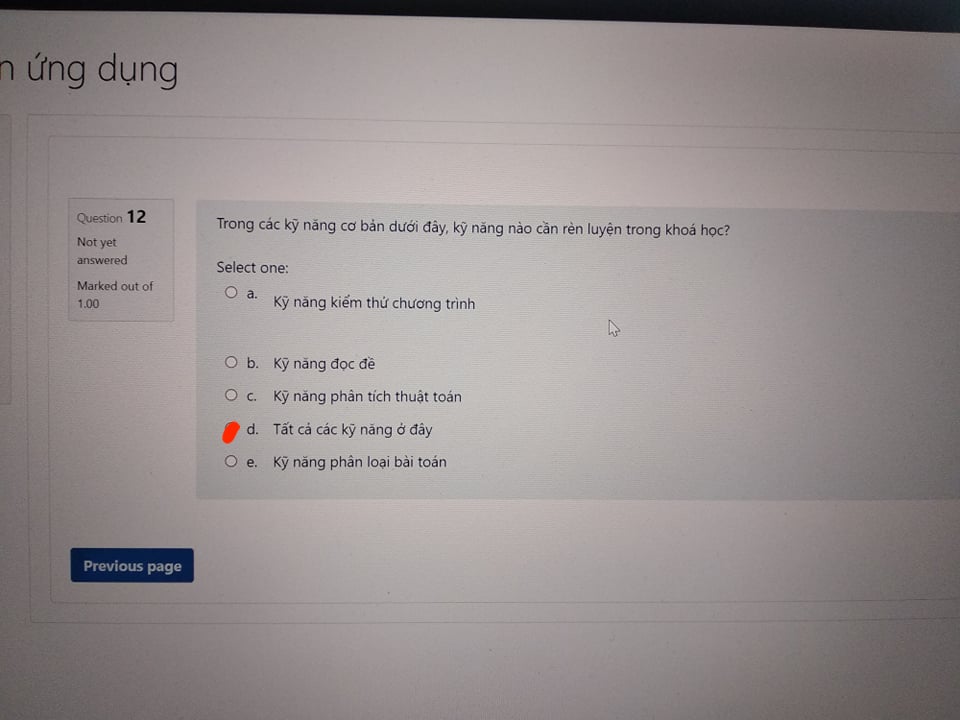 ứng dụng
Question 12
Not yet
answered
Marked out of
1.00
Trong các kỹ năng cơ bản dưới đây, kỹ năng nào cần rèn luyện trong khoá học?
Select one:
a. Kỹ năng kiểm thử chương trình
b. Kỹ năng đọc đề
c. Kỹ năng phân tích thuật toán
d. Tất cả các kỹ năng ở đây
e. Kỹ năng phân loại bài toán
Previous page